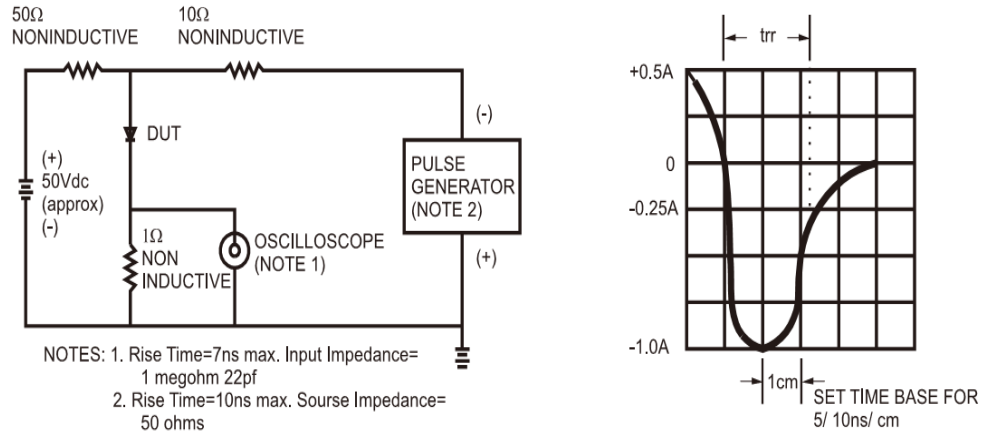 50Ω
NONINDUCTIVE
10Ω
NONINDUCTIVE
DUT
(+)
50Vdc
(approx)
(-)
1Ω
NON
INDUCTIVE
OSCILLOSCOPE
(NOTE 1)
(-)
PULSE
GENERATOR
(NOTE 2)
(+)
NOTES: 1. Rise Time=7ns max. Input Impedance=
1 megohm 22pf
2. Rise Time=10ns max. Sourse Impedance=
50 ohms
trr
+0.5A
0
-0.25A
-1.0A
1cm
SET TIME BASE FOR
5/ 10ns/ cm